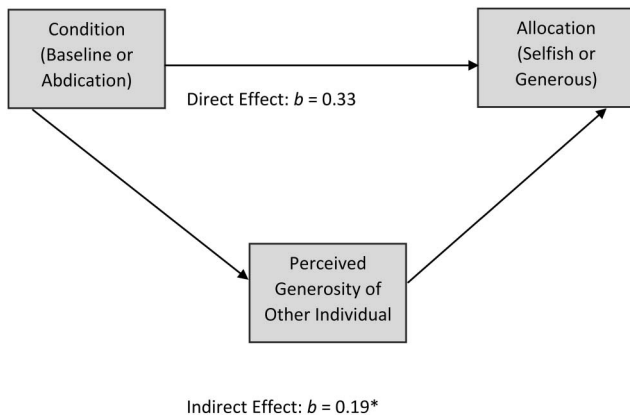 Condition
(Baseline or
Abdication)
Allocation
(Selfish or
Generous)
Direct Effect: b = 0.33
Perceived
Generosity of
Other Individual
Indirect Effect: b = 0.19*